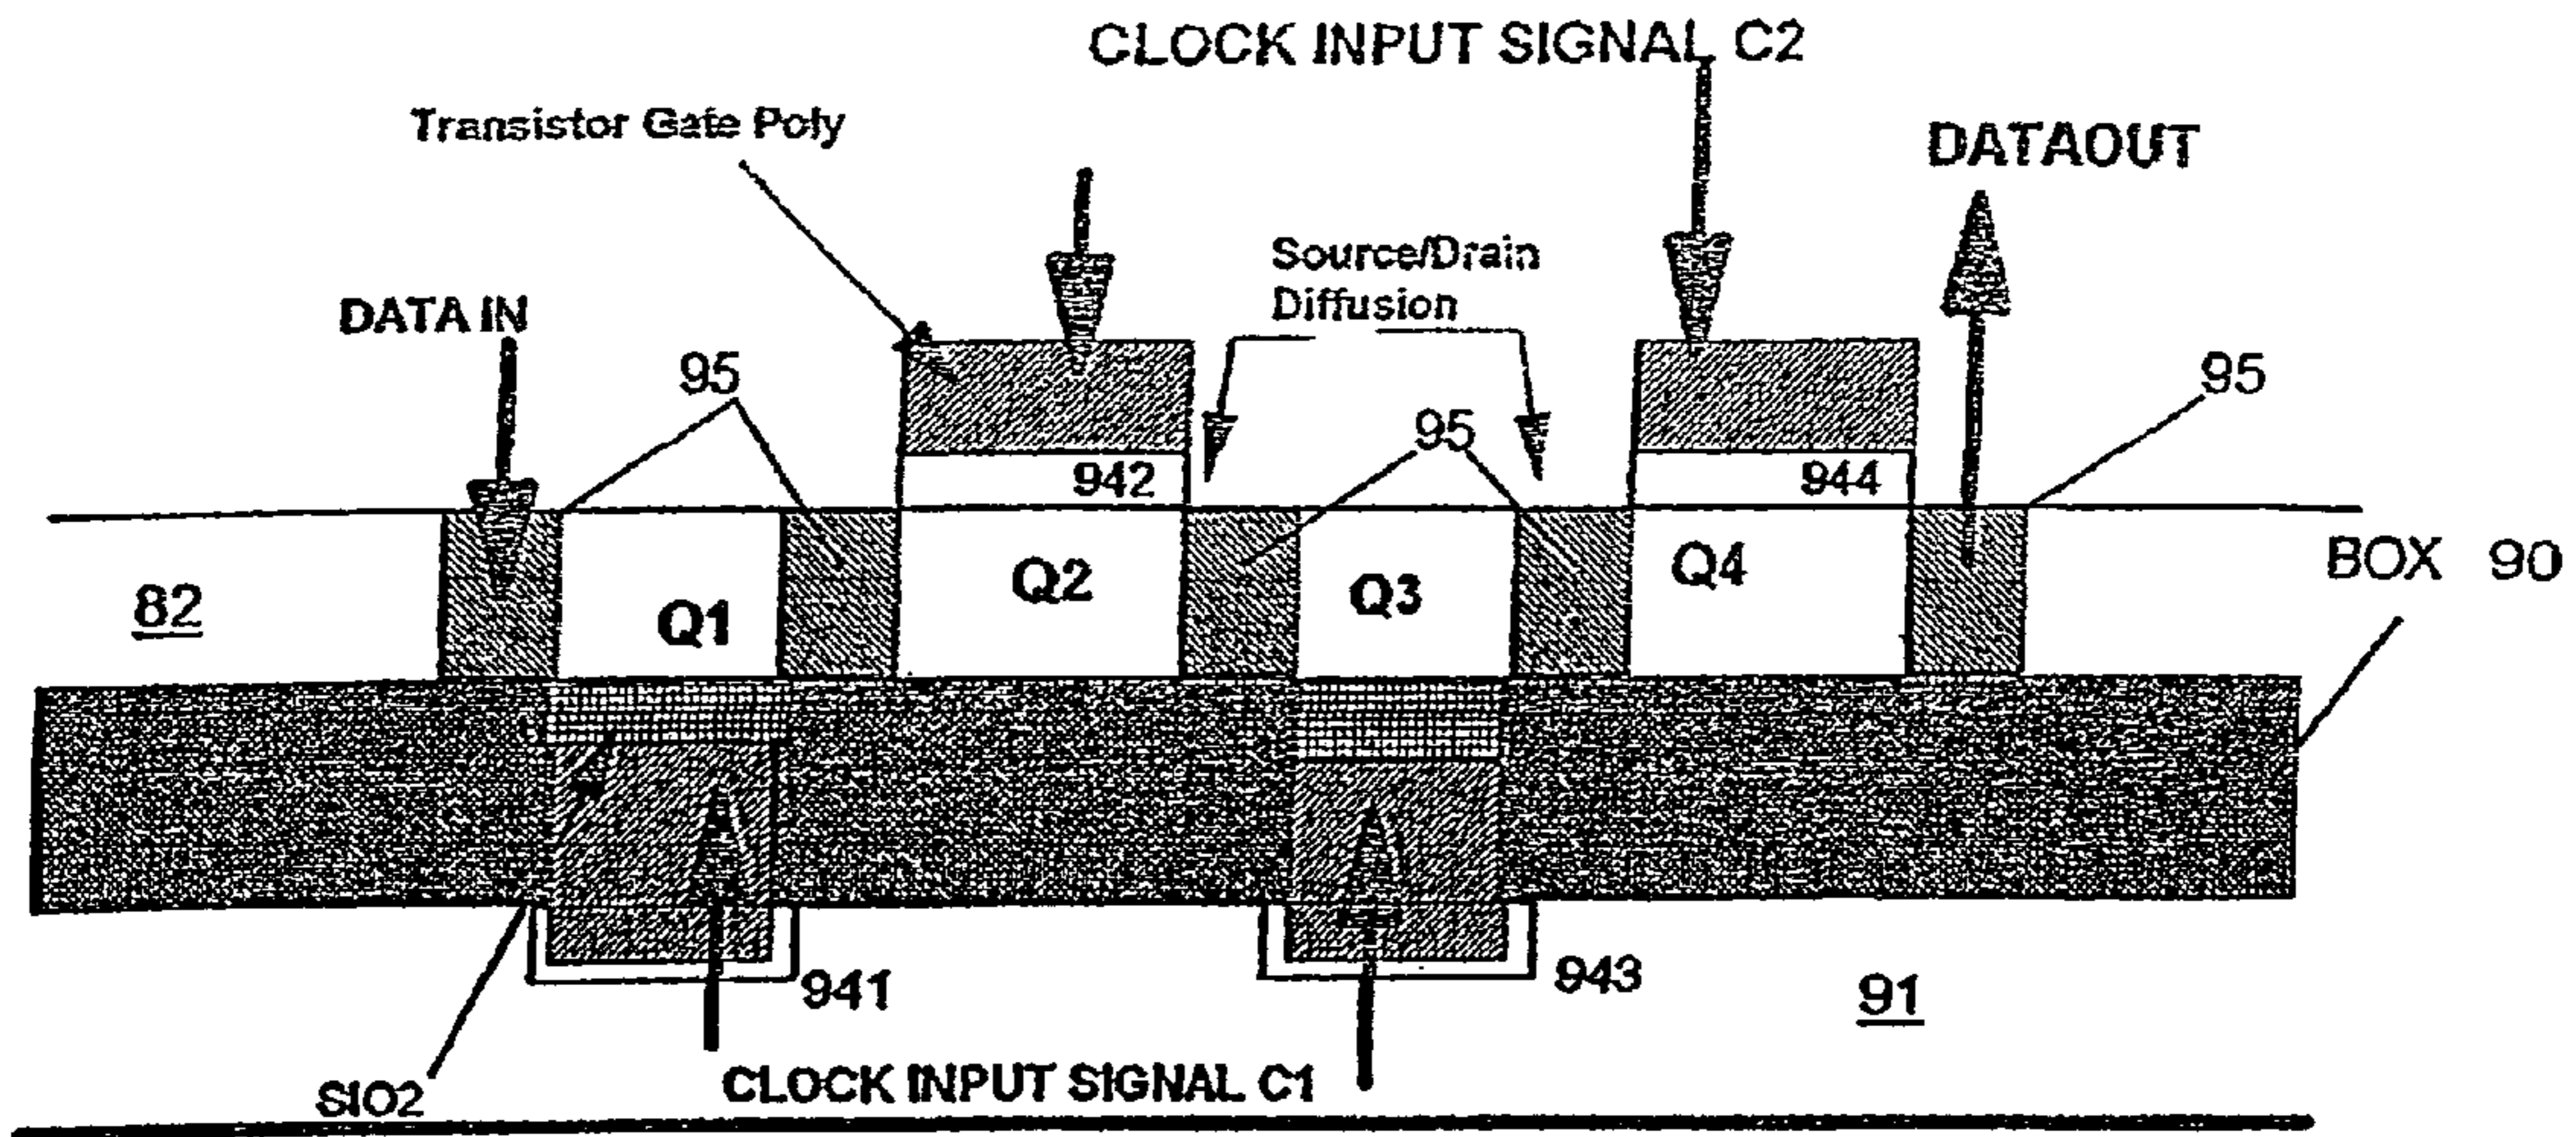 CLOCK INPUT SIGNAL C2
Transistor Gate Poly
DATAOUT
Source/Drain
Diffusion
DATA IN
95
95
95
942
944
82
Q1
Q2
Q3
Q4
BOX 90
941
943
91
CLOCK INPUT SIGNAL C1
SIO2